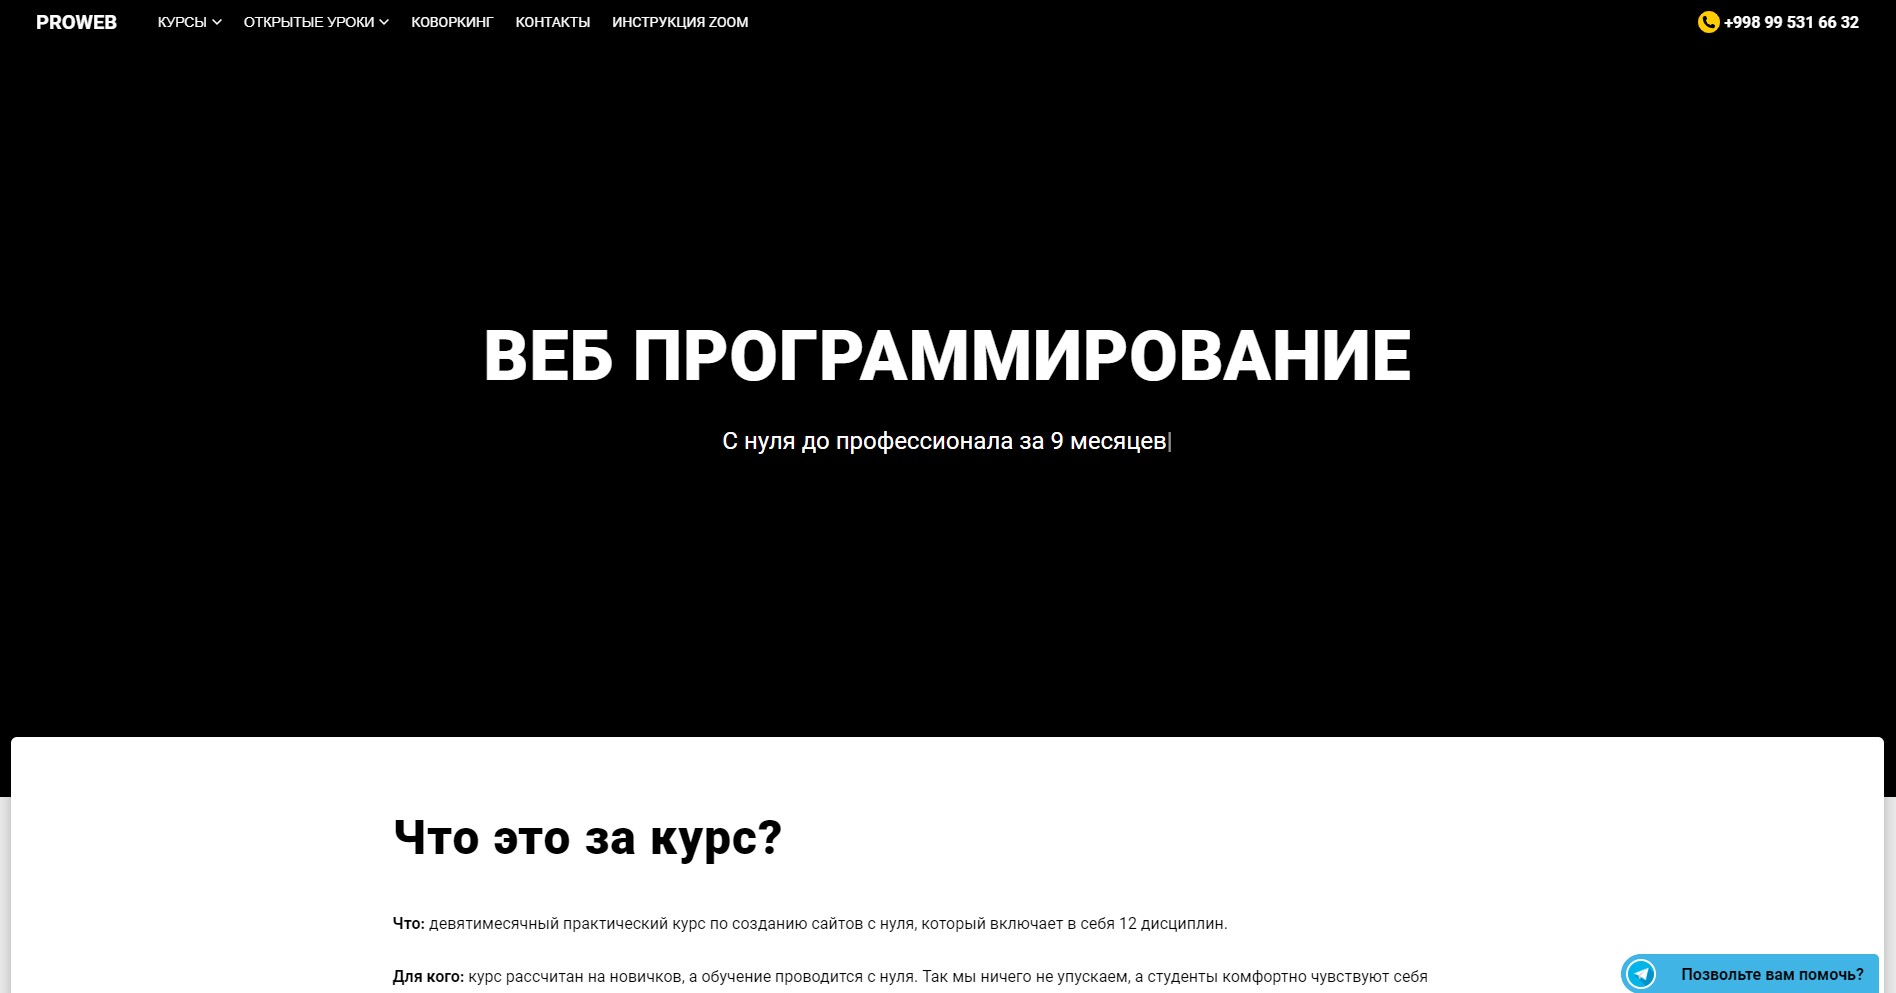 PROWEB КУРСЫ ОТКРЫТЫЕ УРОКИ КОВОРКИНГ КОНТАКТЫ ИНСТРУКЦИЯ ZOOM +998 99 531 66 32
ВЕБ ПРОГРАММИРОВАНИЕ
С нуля до профессионала за 9 месяцев|
Что это за курс?
Что: девятимесячный практический курс по созданию сайтов с нуля, который включает в себя 12 дисциплин.
Для кого: курс рассчитан на новичков, а обучение проводится с нуля. Так мы ничего не упускаем, а студенты комфортно чувствуют себя
Позвольте вам помочь?